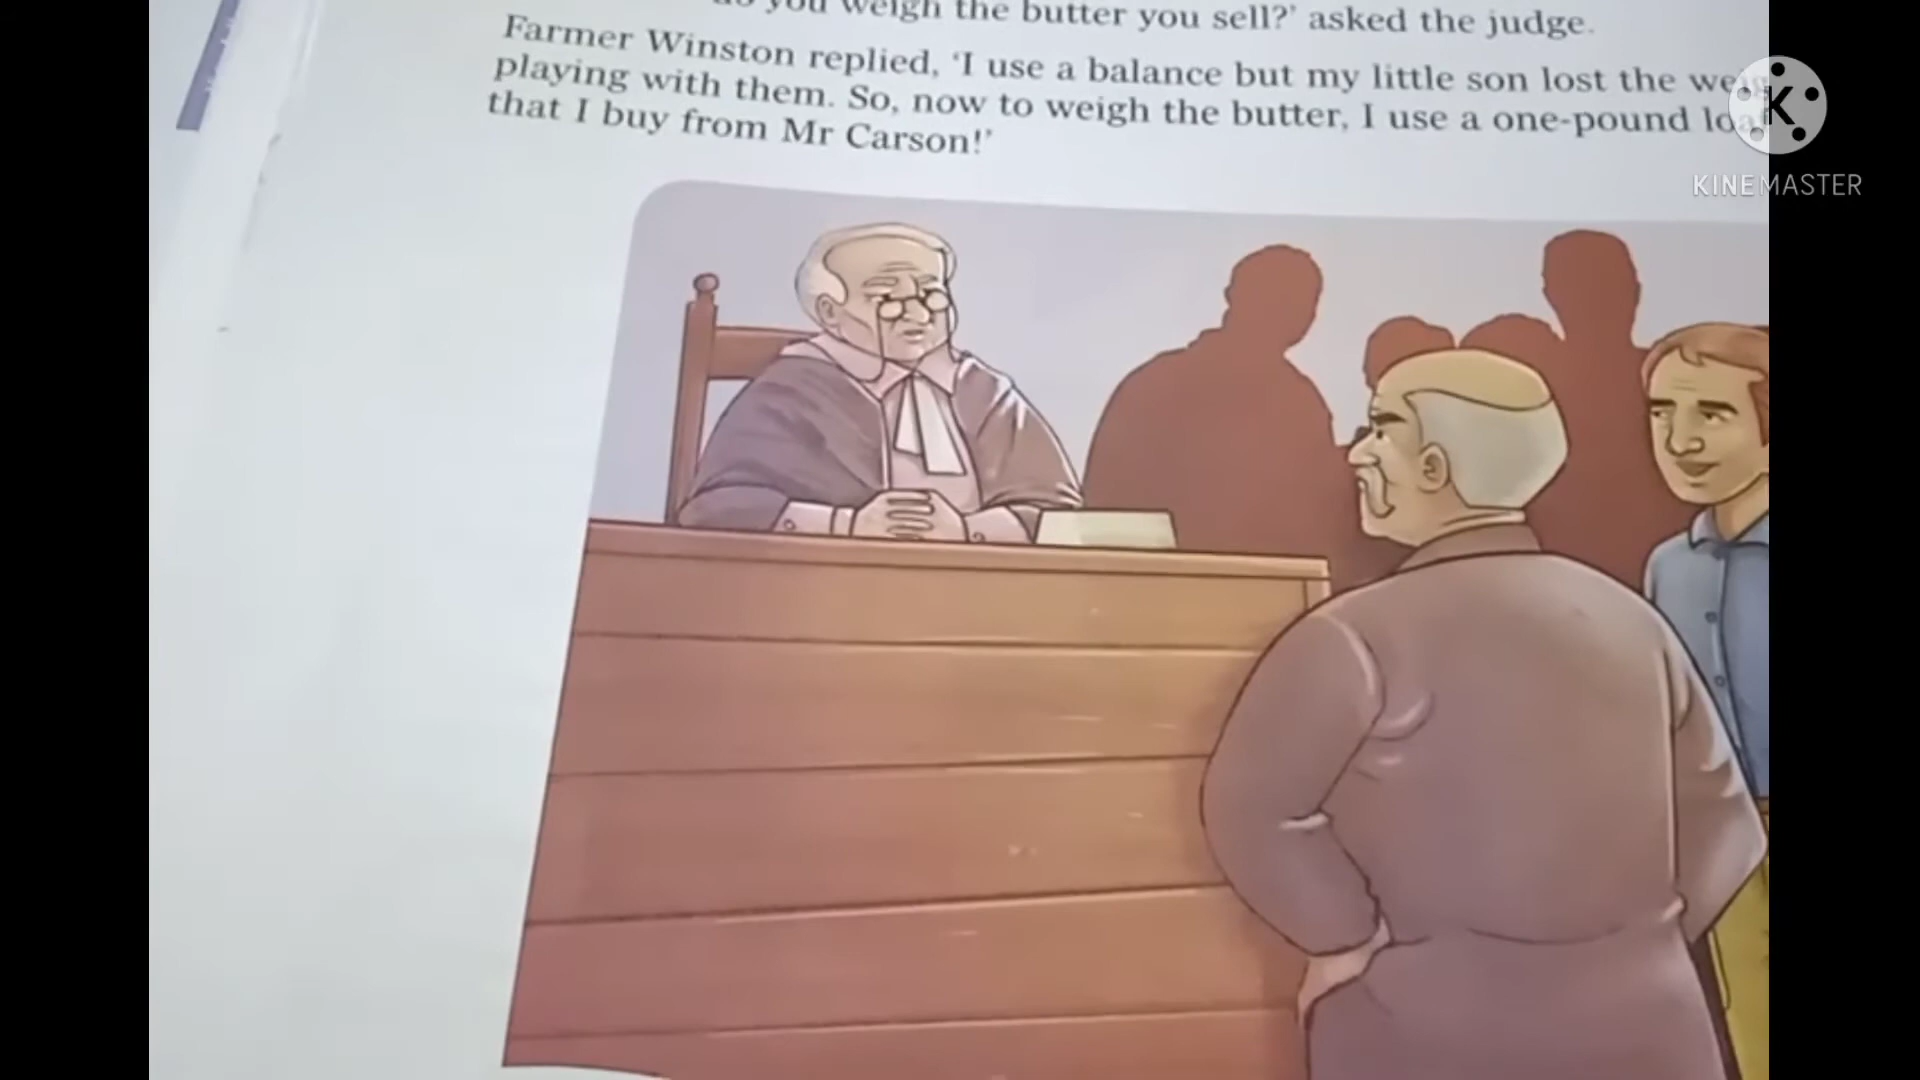 you weigh the butter you sell?' asked the judge.
Farmer Winston replied, 'I use a balance but my little son lost the
playing with them. So, now to weigh the butter, I use a one-pound
that I buy from Mr Carson!'
KINEMASTER